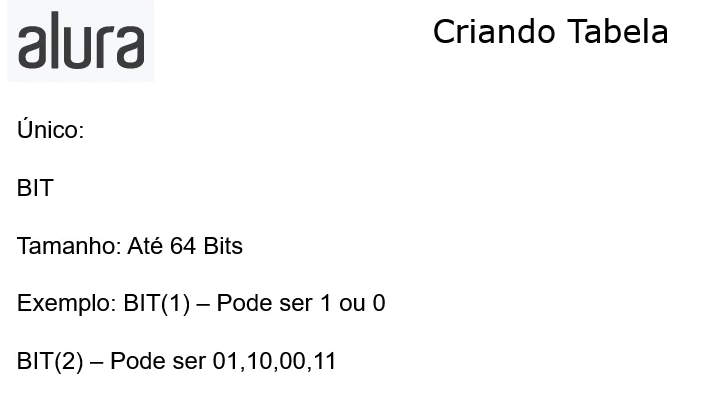 alura
Criando Tabela
Único:
BIT
Tamanho: Até 64 Bits
Exemplo: BIT(1) – Pode ser 1 ou 0
BIT(2) – Pode ser 01,10,00,11